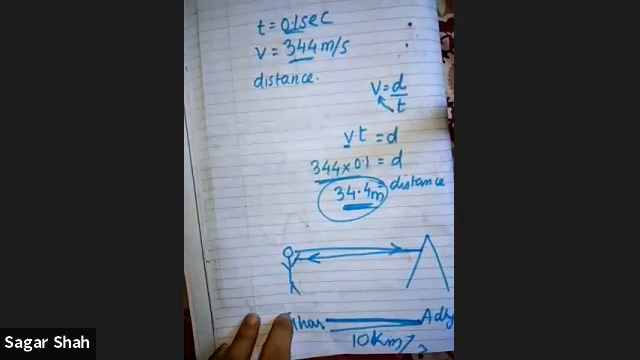 t = 0.1sec
v = 344 m/s
distance.
v = d/t
vt = d
344 × 0.1 = d
34.4m = distance
10Km
Sagar Shah